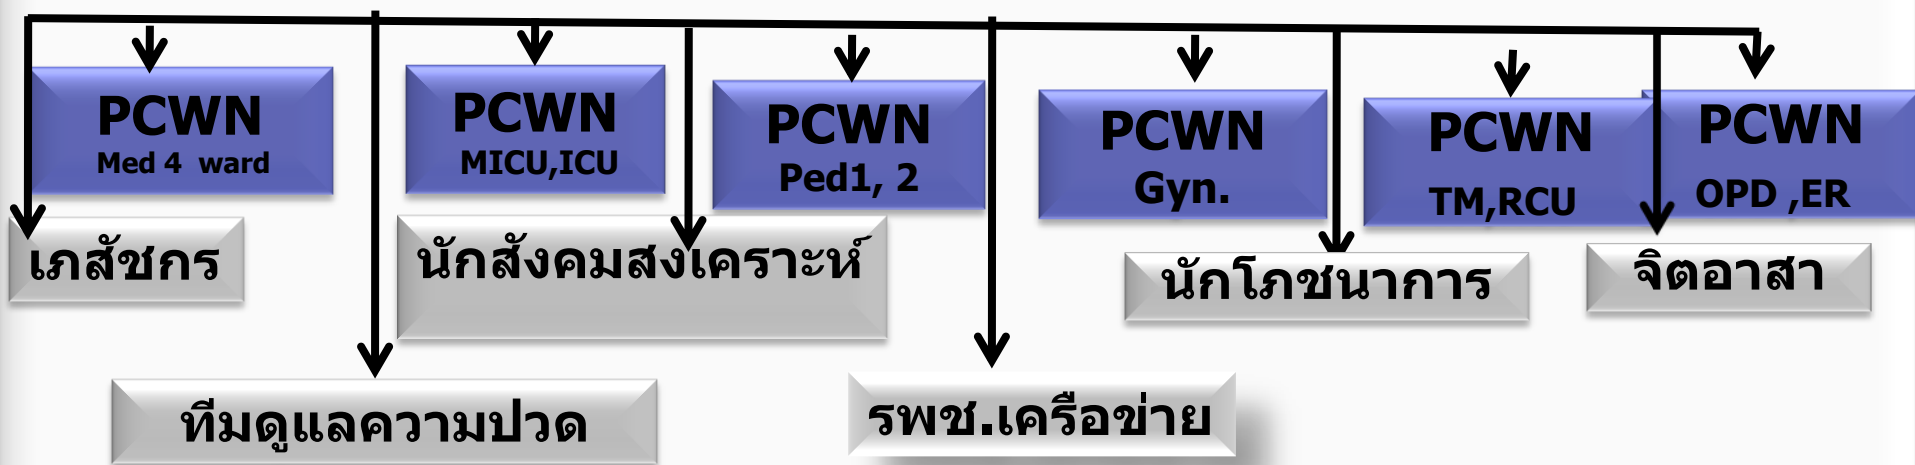 PCWN
Med 4 ward
PCWN
MICU,ICU
PCWN
Ped1, 2
PCWN
Gyn.
PCWN
TM,RCU
PCWN
OPD ,ER
เภสัชกร
นักสังคมสงเคราะห์
นักโภชนาการ
จิตอาสา
ทีมดูแลความปวด
รพช.เครือข่าย